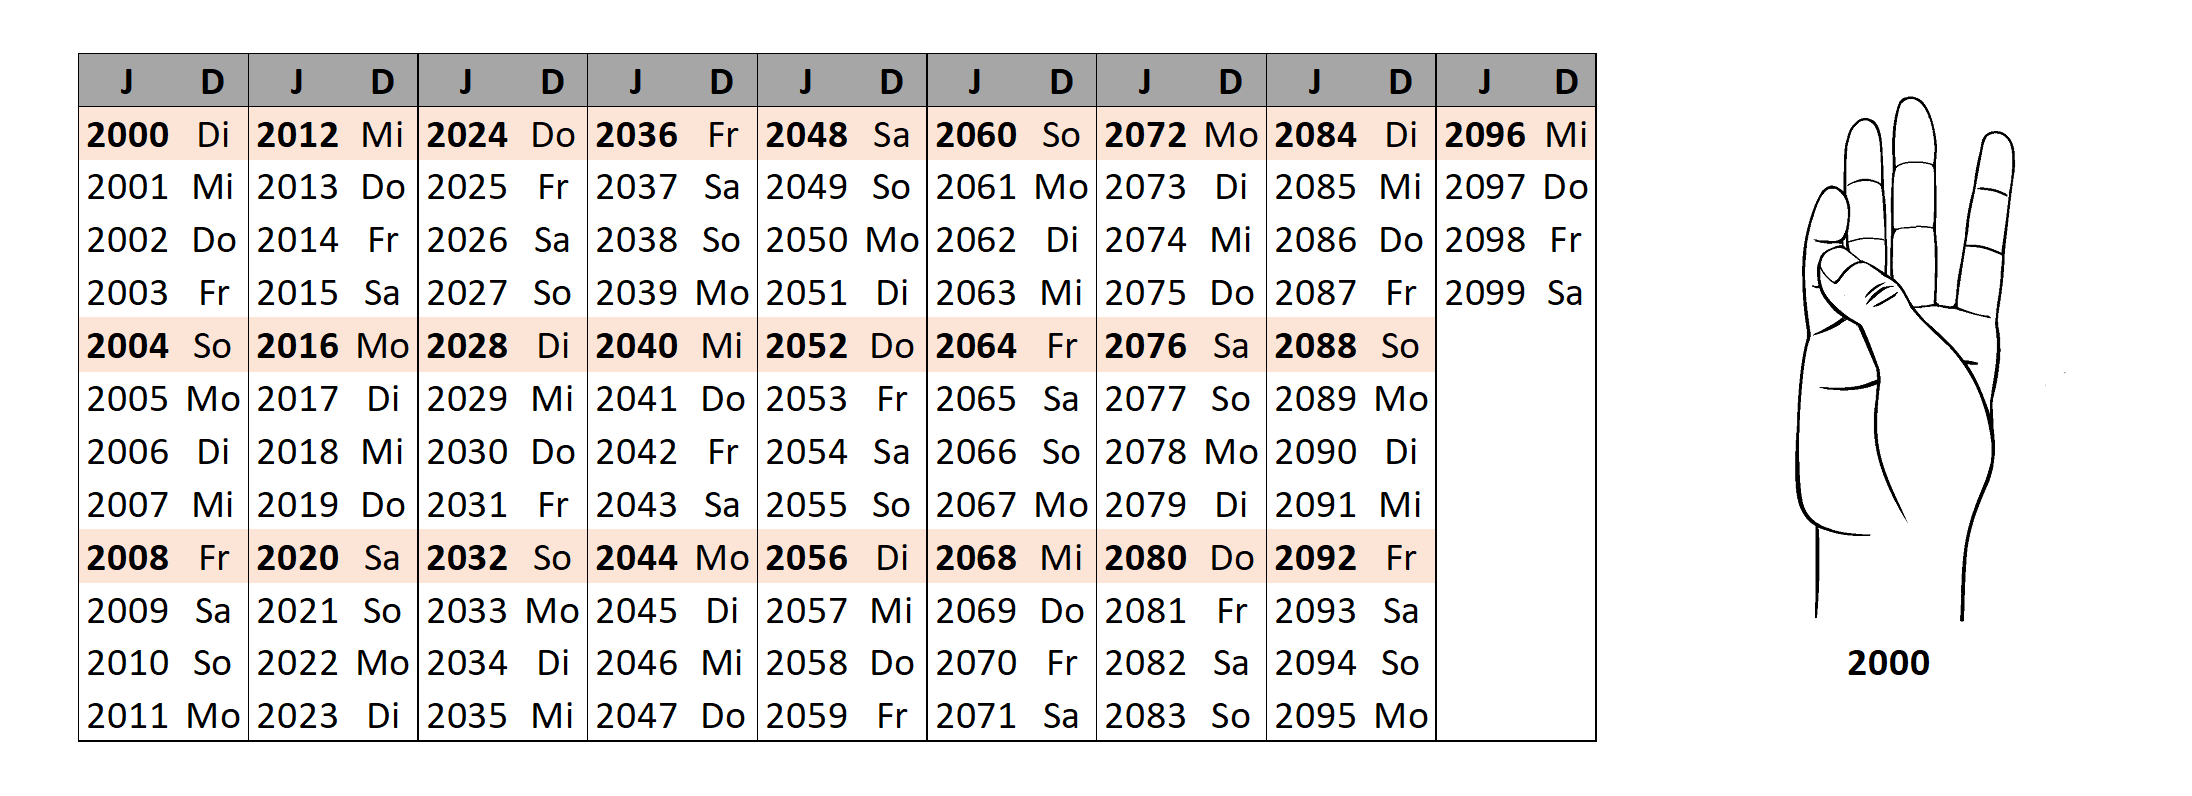 J D J D J D J D J D J D J D J D J D
2000 Di 2012 Mi 2024 Do 2036 Fr 2048 Sa 2060 So 2072 Mo 2084 Di 2096 Mi
2001 Mi 2013 Do 2025 Fr 2037 Sa 2049 So 2061 Mo 2073 Di 2085 Mi 2097 Do
2002 Do 2014 Fr 2026 Sa 2038 So 2050 Mo 2062 Di 2074 Mi 2086 Do 2098 Fr
2003 Fr 2015 Sa 2027 So 2039 Mo 2051 Di 2063 Mi 2075 Do 2087 Fr 2099 Sa
2004 So 2016 Mo 2028 Di 2040 Mi 2052 Do 2064 Fr 2076 Sa 2088 So
2005 Mo 2017 Di 2029 Mi 2041 Do 2053 Fr 2065 Sa 2077 So 2089 Mo
2006 Di 2018 Mi 2030 Do 2042 Fr 2054 Sa 2066 So 2078 Mo 2090 Di
2007 Mi 2019 Do 2031 Fr 2043 Sa 2055 So 2067 Mo 2079 Di 2091 Mi
2008 Fr 2020 Sa 2032 So 2044 Mo 2056 Di 2068 Mi 2080 Do 2092 Fr
2009 Sa 2021 So 2033 Mo 2045 Di 2057 Mi 2069 Do 2081 Fr 2093 Sa
2010 So 2022 Mo 2034 Di 2046 Mi 2058 Do 2070 Fr 2082 Sa 2094 So
2011 Mo 2023 Di 2035 Mi 2047 Do 2059 Fr 2071 Sa 2083 So 2095 Mo
2000